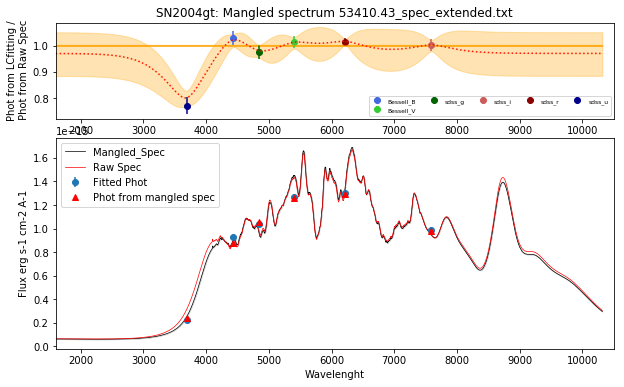 SN2004gt: Mangled spectrum 53410.43_spec_extended.txt
Phot from LCfitting /
Phot from Raw Spec
1.0
0.9
0.8
Bessell_B
Bessell_V
sdss_g
sdss_i
sdss_r
sdss_u
2000 3000 4000 5000 6000 7000 8000 9000 10000
1e−15
Flux erg s-1 cm-2 A-1
1.6
1.4
1.2
1.0
0.8
0.6
0.4
0.2
0.0
Mangled_Spec
Raw Spec
Fitted Phot
Phot from mangled spec
2000 3000 4000 5000 6000 7000 8000 9000 10000
Wavelenght